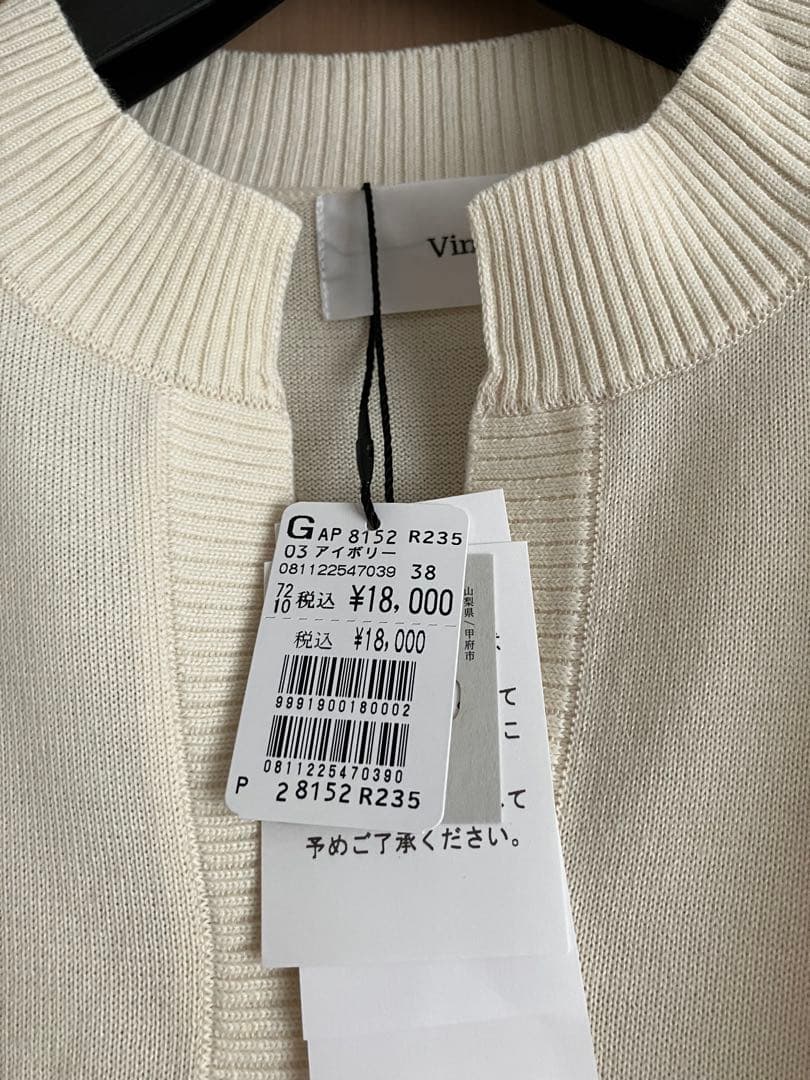 Vin
G AP 8152 R235
03 アイボリー
081122547039 38
72
10 税込 ¥18,000
税込 ¥18,000
9991900180002
0811225470390
P 2 8152 R235
山梨県/甲府市
て
こ
て
予めご了承ください。